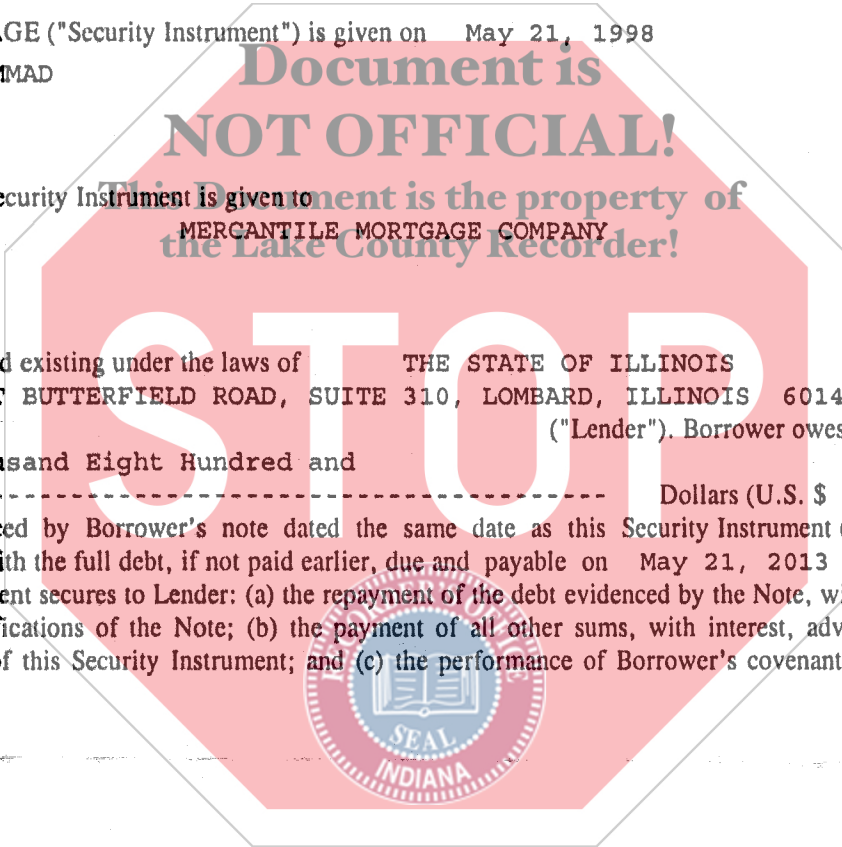 GE ("Security Instrument") is given on May 21, 1998
Document is
MMAD
NOT OFFICIAL!
ecurity Instrument is given to
This Document is the property of
MERCANTILE MORTGAGE COMPANY
the Lake County Recorder!
STOP
d existing under the laws of THE STATE OF ILLINOIS
BUTTERFIELD ROAD, SUITE 310, LOMBARD, ILLINOIS 6014
("Lender"). Borrower owes
usand Eight Hundred and
Dollars (U.S. $
ced by Borrower's note dated the same date as this Security Instrument
ith the full debt, if not paid earlier, due and payable on May 21, 2013
ent secures to Lender: (a) the repayment of the debt evidenced by the Note, wi
fications of the Note; (b) the payment of all other sums, with interest, adv
of this Security Instrument; and (c) the performance of Borrower's covenant
RECORDER'S OFFICE
SEAL
INDIANA